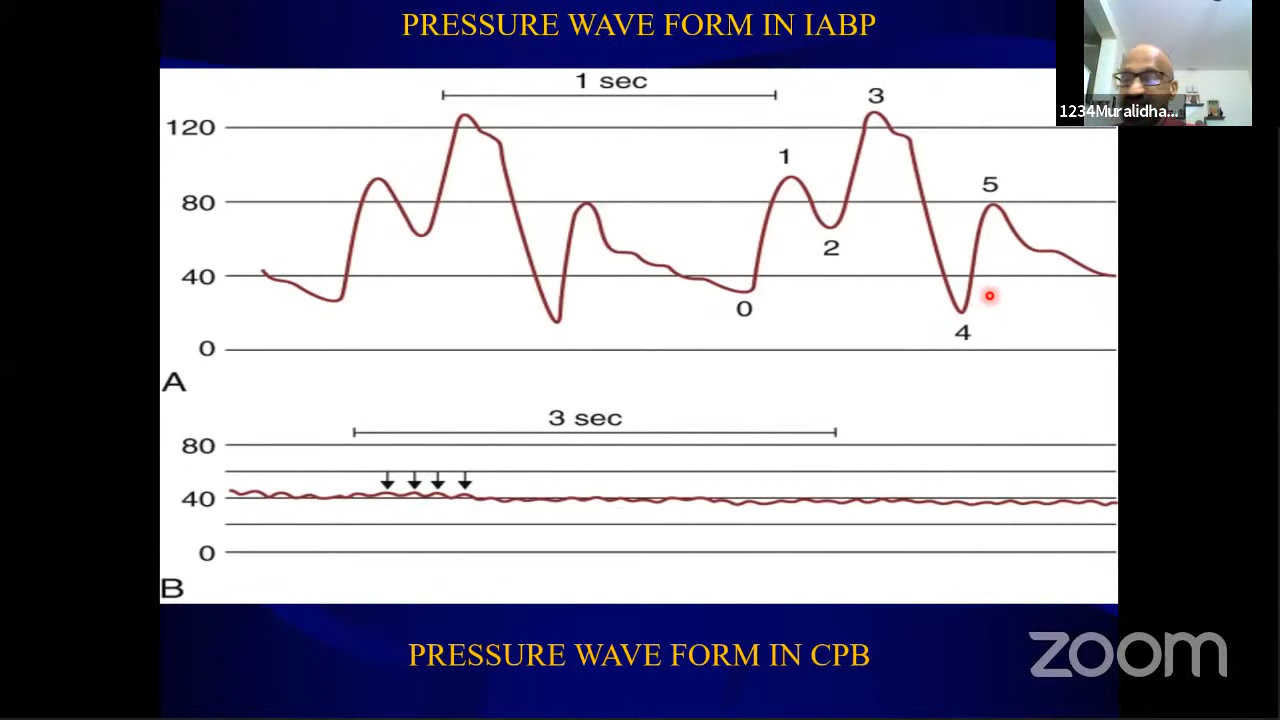 PRESSURE WAVE FORM IN IABP
1234Muralidha...
1 sec
3
120
1
5
80
2
40
0
4
0
A
3 sec
80
40
0
B
PRESSURE WAVE FORM IN CPB
zoom